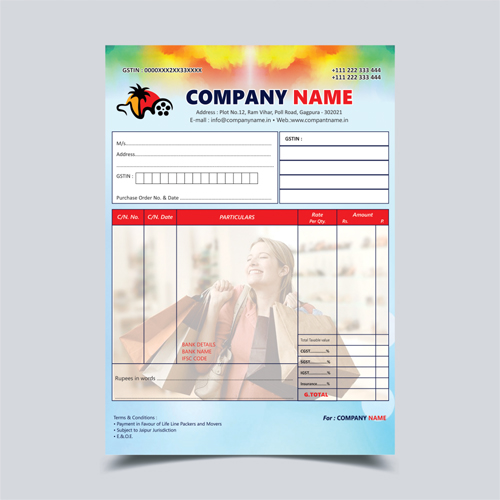 GSTIN : 0000XXX2XX33XXXX
+111 222 333 444
+111 222 333 444
COMPANY NAME
Address : Plot No.12, Ram Vihar, Poll Road, Gagpura - 302021
E-mail : info@companyname.in • Web.:www.compantname.in
M/s.
Address
GSTIN :
Purchase Order No. & Date
GSTIN :
C/N. No. C/N. Date PARTICULARS Rate Per Qty. Amount Rs. P.
BANK DETAILS
BANK NAME
IFSC CODE
Total Taxable value
CGST............%
SGST............%
IGST............%
Insurance............%
G.TOTAL
Rupees in words
Terms & Conditions :
• Payment in Favour of Life Line Packers and Movers
• Subject to Jaipur Jurisdiction
• E.&.O.E.
For : COMPANY NAME